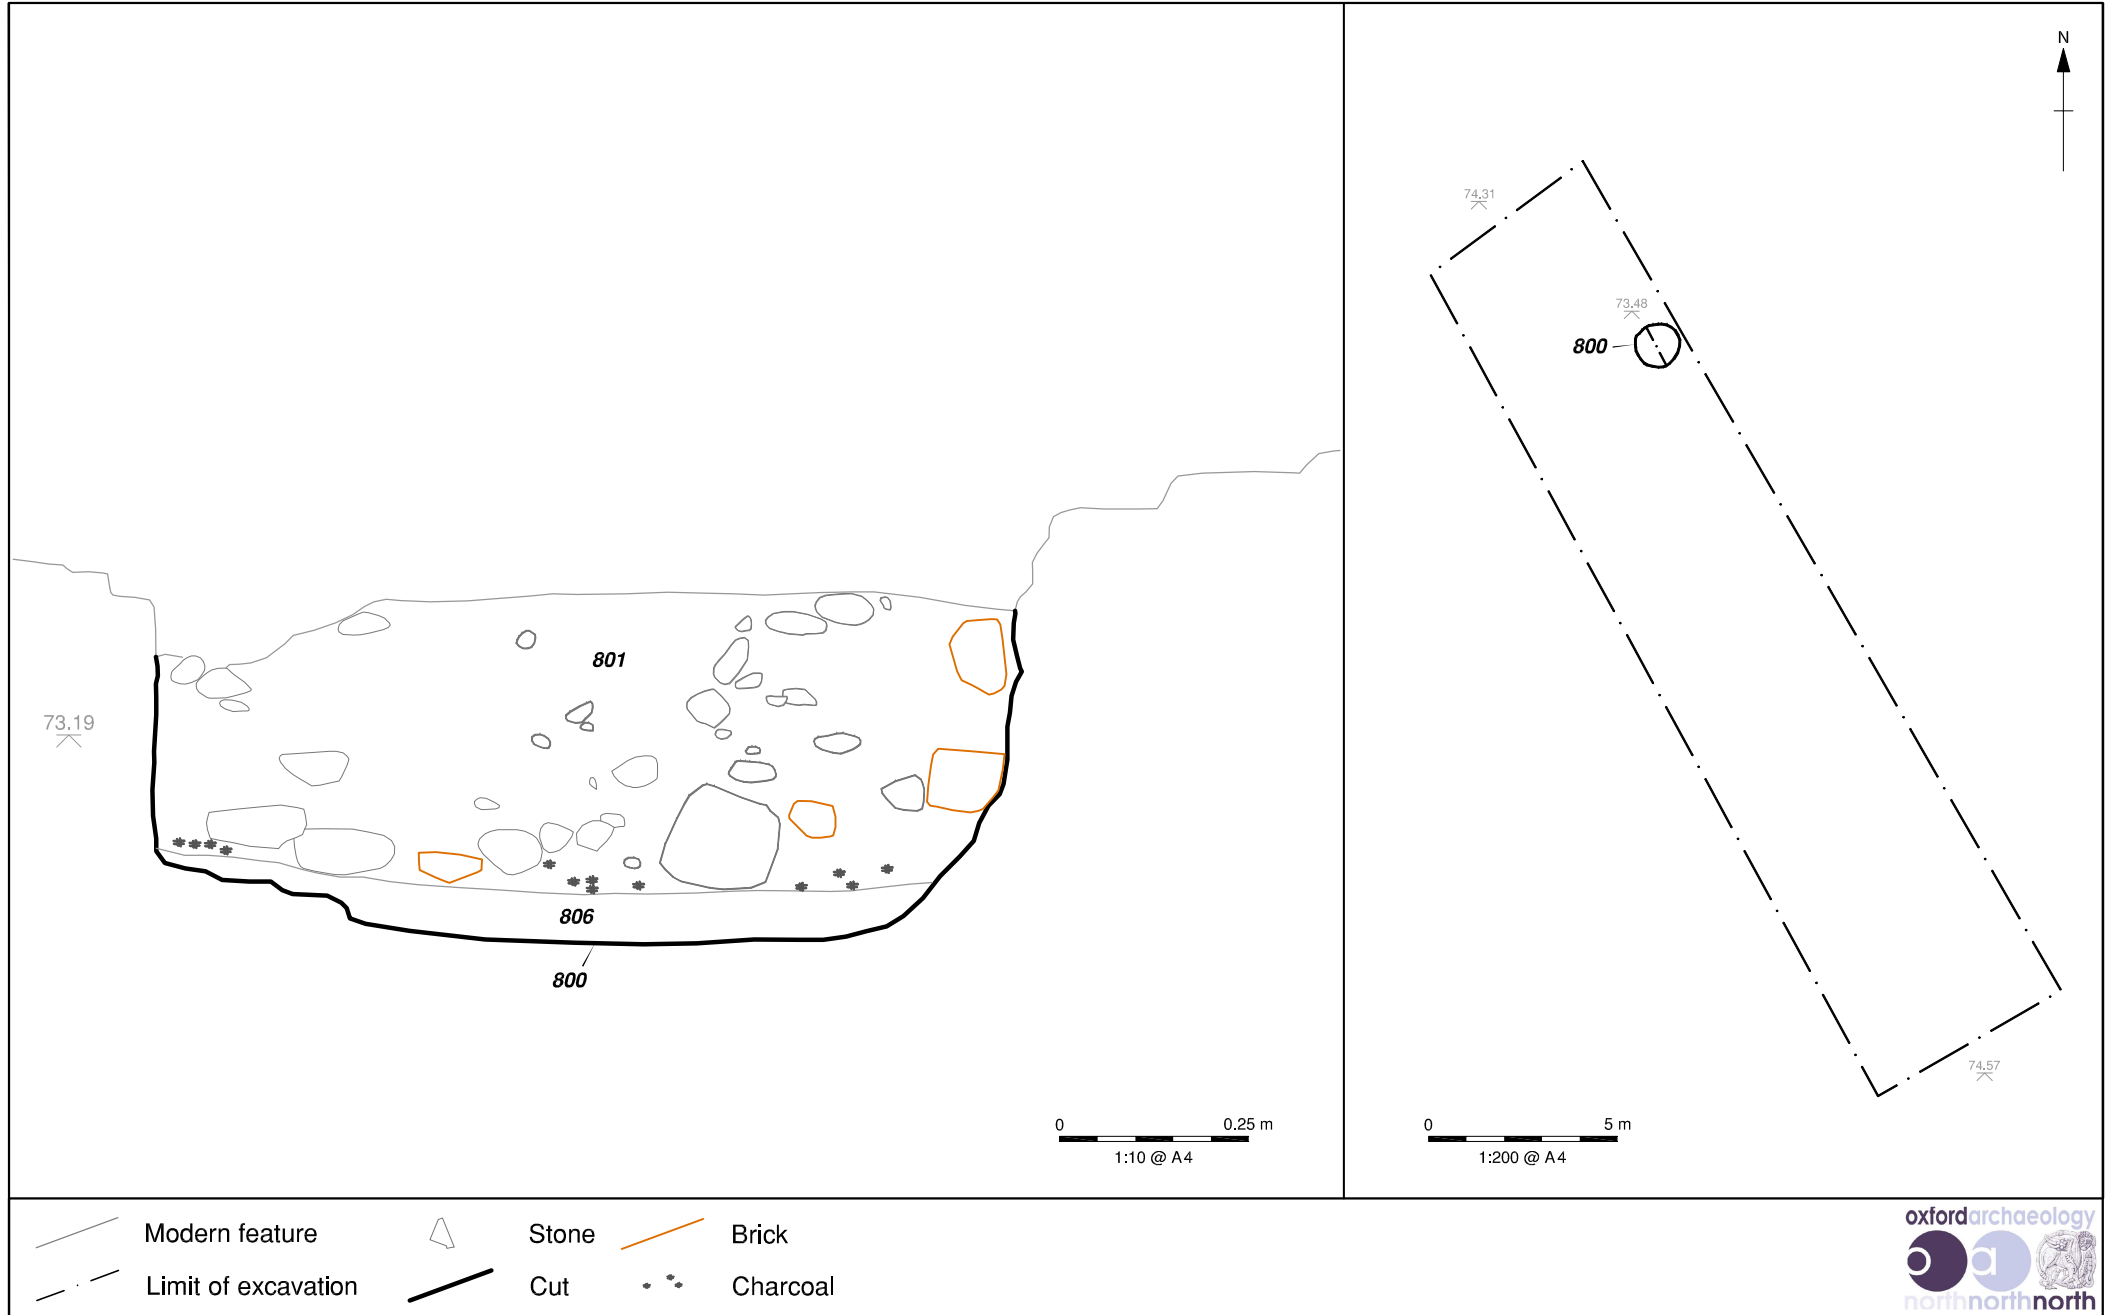 N
74.31
73.48
800
801
73.19
806
800
74.57
0 0.25 m
1:10 @ A4
0 5 m
1:200 @ A4
Modern feature
Stone
Brick
Limit of excavation
Cut
Charcoal
oxfordarchaeology
o a
northnorthnorth